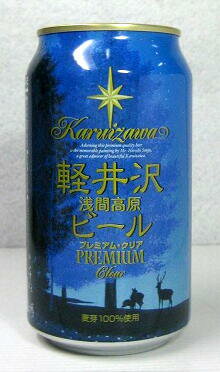 Karuizawa
Adorning this premium quality beer
is the memorable painting by Mr. Hiroshi Senju,
a great admirer of beautiful Karuizawa.
軽井沢
浅間高原
ビール
プレミアム・クリア
PREMIUM
Clear
麦芽100%使用